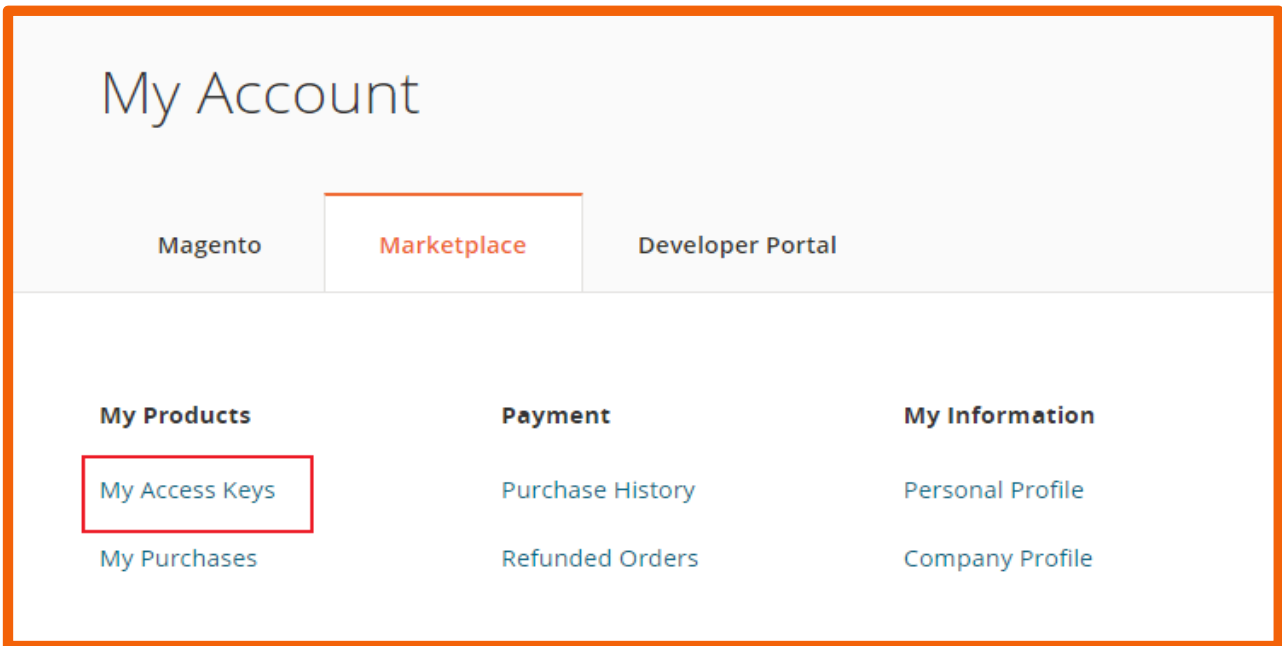 My Account
Magento
Marketplace
Developer Portal
My Products
Payment
My Information
My Access Keys
Purchase History
Personal Profile
My Purchases
Refunded Orders
Company Profile